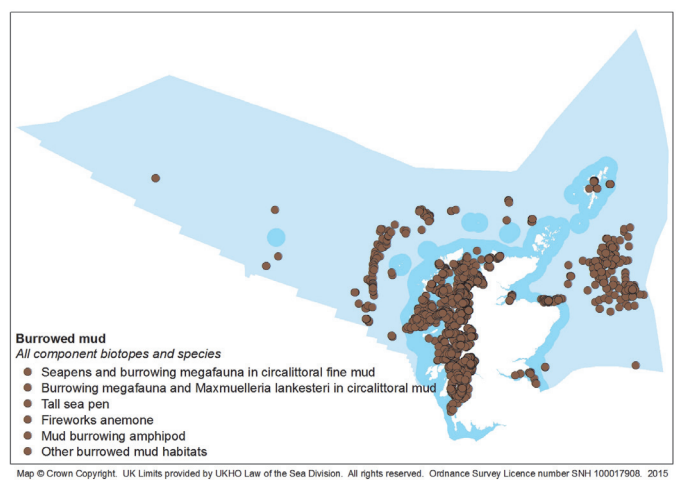 Burrowed mud
All component biotopes and species
Seapens and burrowing megafauna in circalittoral fine mud
Burrowing megafauna and Maxmuelleria lankesteri in circalittoral mud
Tall sea pen
Fireworks anemone
Mud burrowing amphipod
Other burrowed mud habitats
Map © Crown Copyright. UK Limits provided by UKHO Law of the Sea Division. All rights reserved. Ordnance Survey Licence number SNH 100017908. 2015